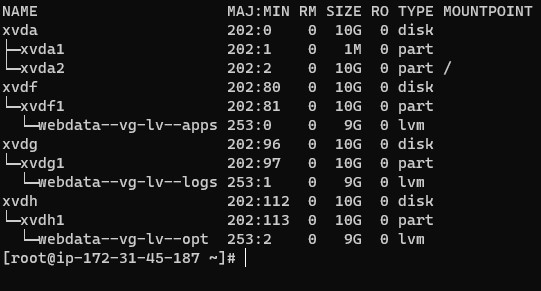 NAME                      MAJ:MIN RM SIZE RO TYPE MOUNTPOINT
xvda                      202:0    0  10G  0 disk
├─xvda1                   202:1    0   1M  0 part
└─xvda2                   202:2    0  10G  0 part /
xvdf                      202:80   0  10G  0 disk
└─xvdf1                   202:81   0  10G  0 part
  └─webdata--vg-lv--apps  253:0    0   9G  0 lvm
xvdg                      202:96   0  10G  0 disk
└─xvdg1                   202:97   0  10G  0 part
  └─webdata--vg-lv--logs  253:1    0   9G  0 lvm
xvdh                      202:112  0  10G  0 disk
└─xvdh1                   202:113  0  10G  0 part
  └─webdata--vg-lv--opt   253:2    0   9G  0 lvm
[root@ip-172-31-45-187 ~]#